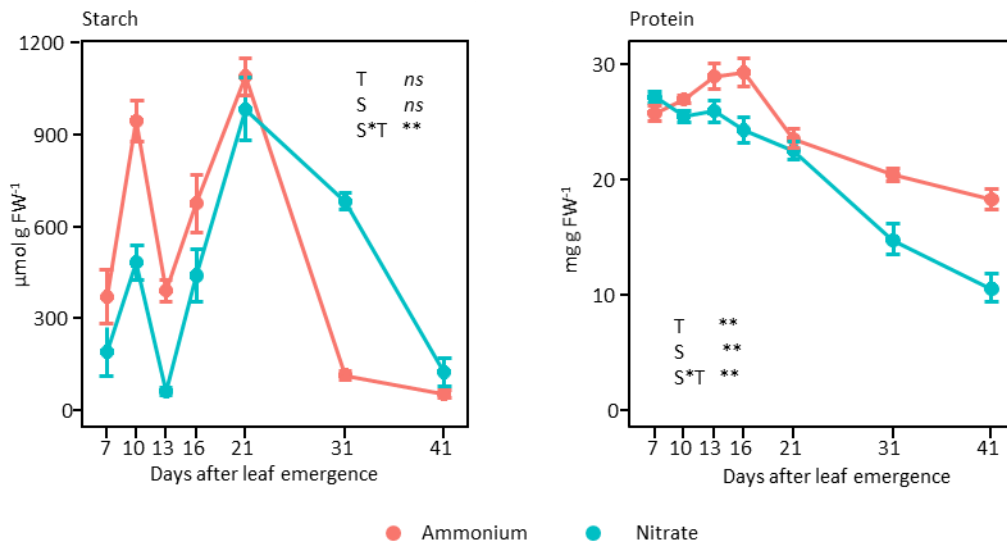 Starch
1200
900
600
300
0
µmol g FW⁻¹
T ns
S ns
S*T **
7 10 13 16 21 31 41
Days after leaf emergence
Protein
30
20
10
0
mg g FW⁻¹
T **
S **
S*T **
7 10 13 16 21 31 41
Days after leaf emergence
Ammonium Nitrate